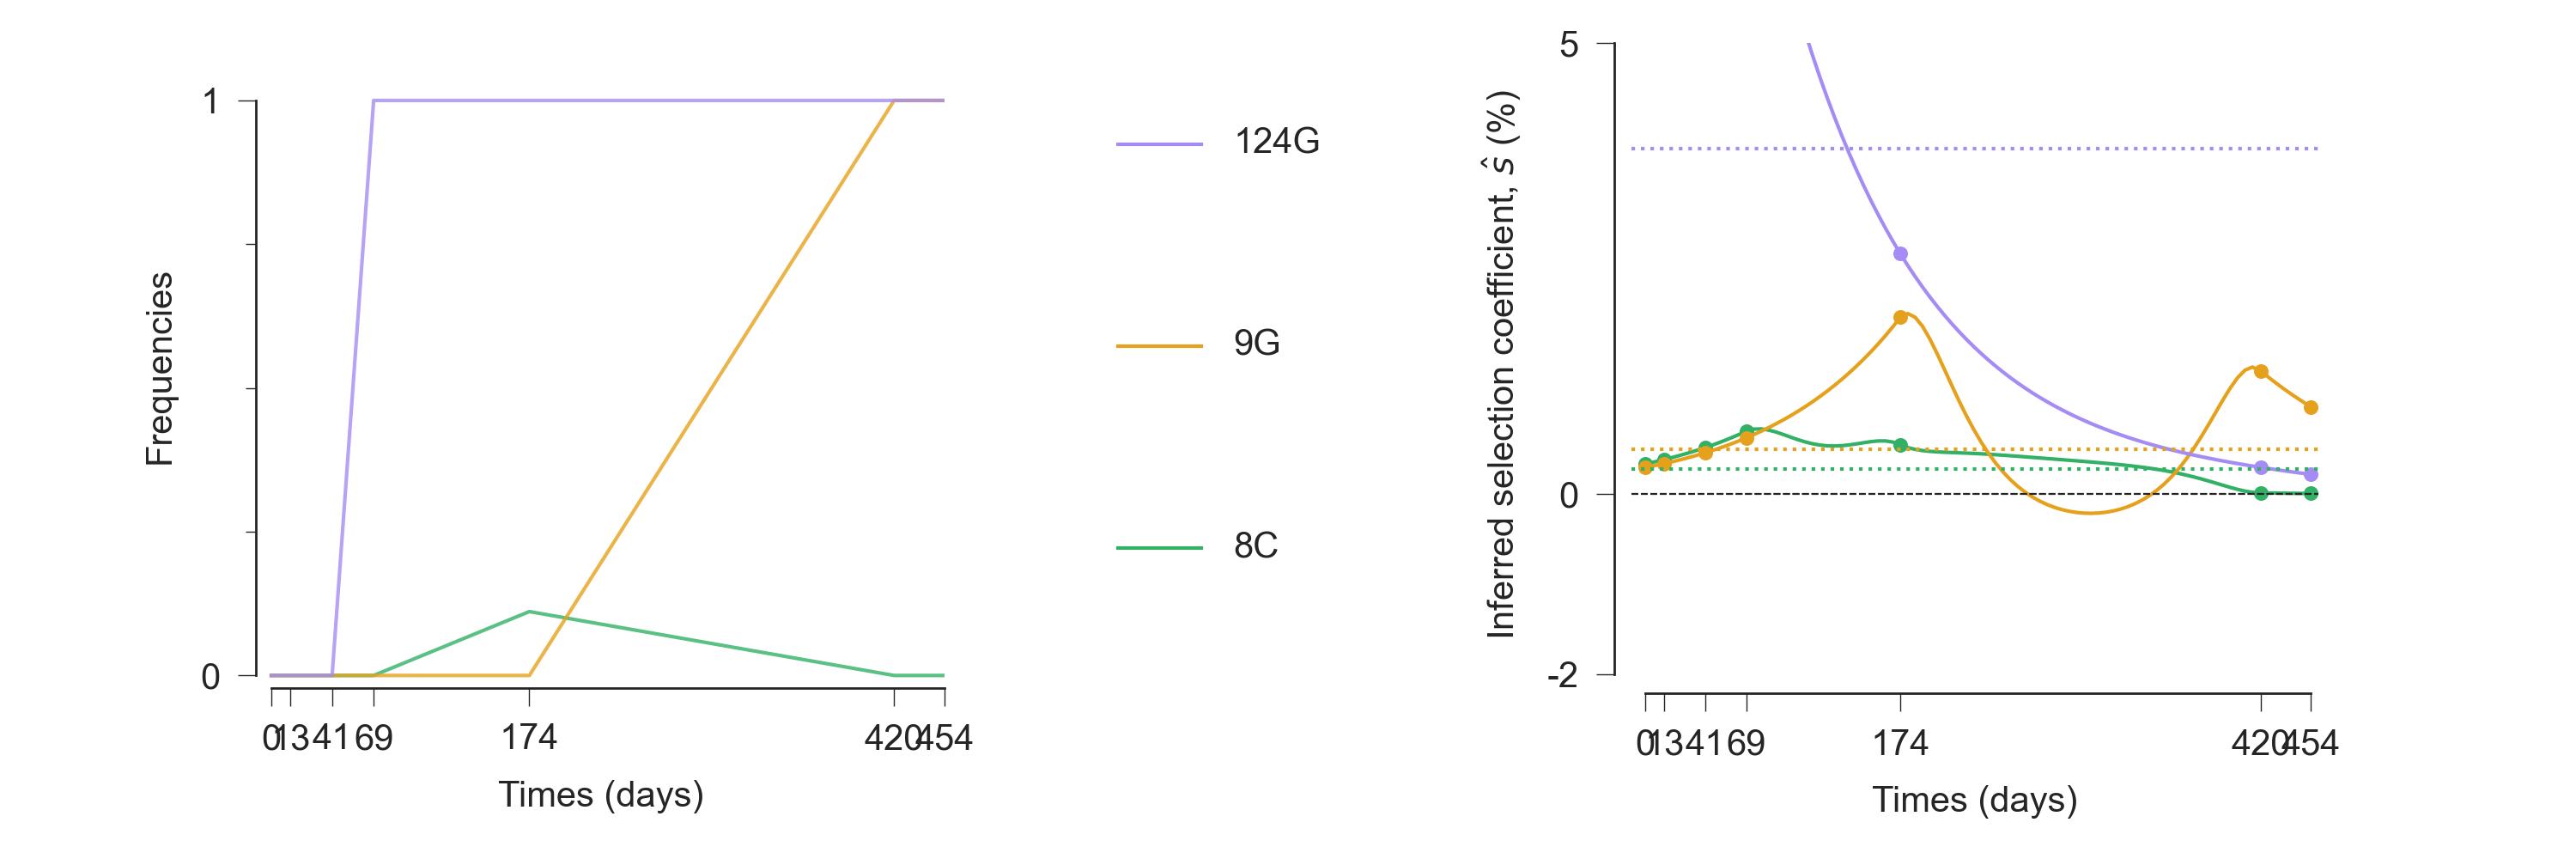 Frequencies
1
0
0
13
41
69
174
420
454
Times (days)
124G
9G
8C
Inferred selection coefficient, ŝ (%)
5
0
-2
0
13
41
69
174
420
454
Times (days)